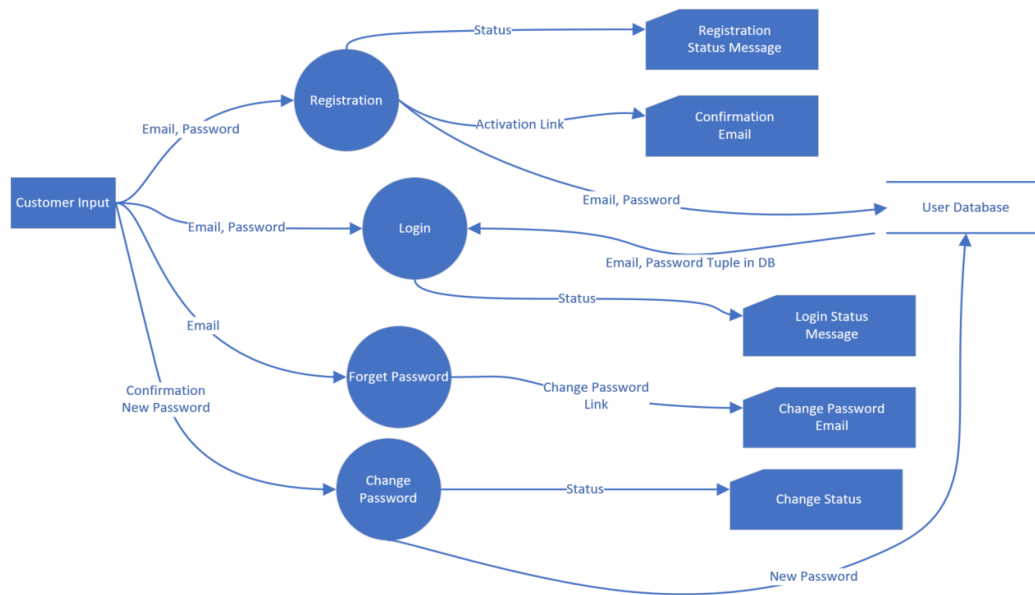 Status
Registration
Status Message
Registration
Email, Password
Activation Link
Confirmation
Email
Customer Input
Email, Password
User Database
Email, Password
Login
Email, Password Tuple in DB
Status
Login Status
Message
Email
Forget Password
Change Password
Link
Confirmation
New Password
Change Password
Email
Change
Password
Status
Change Status
New Password